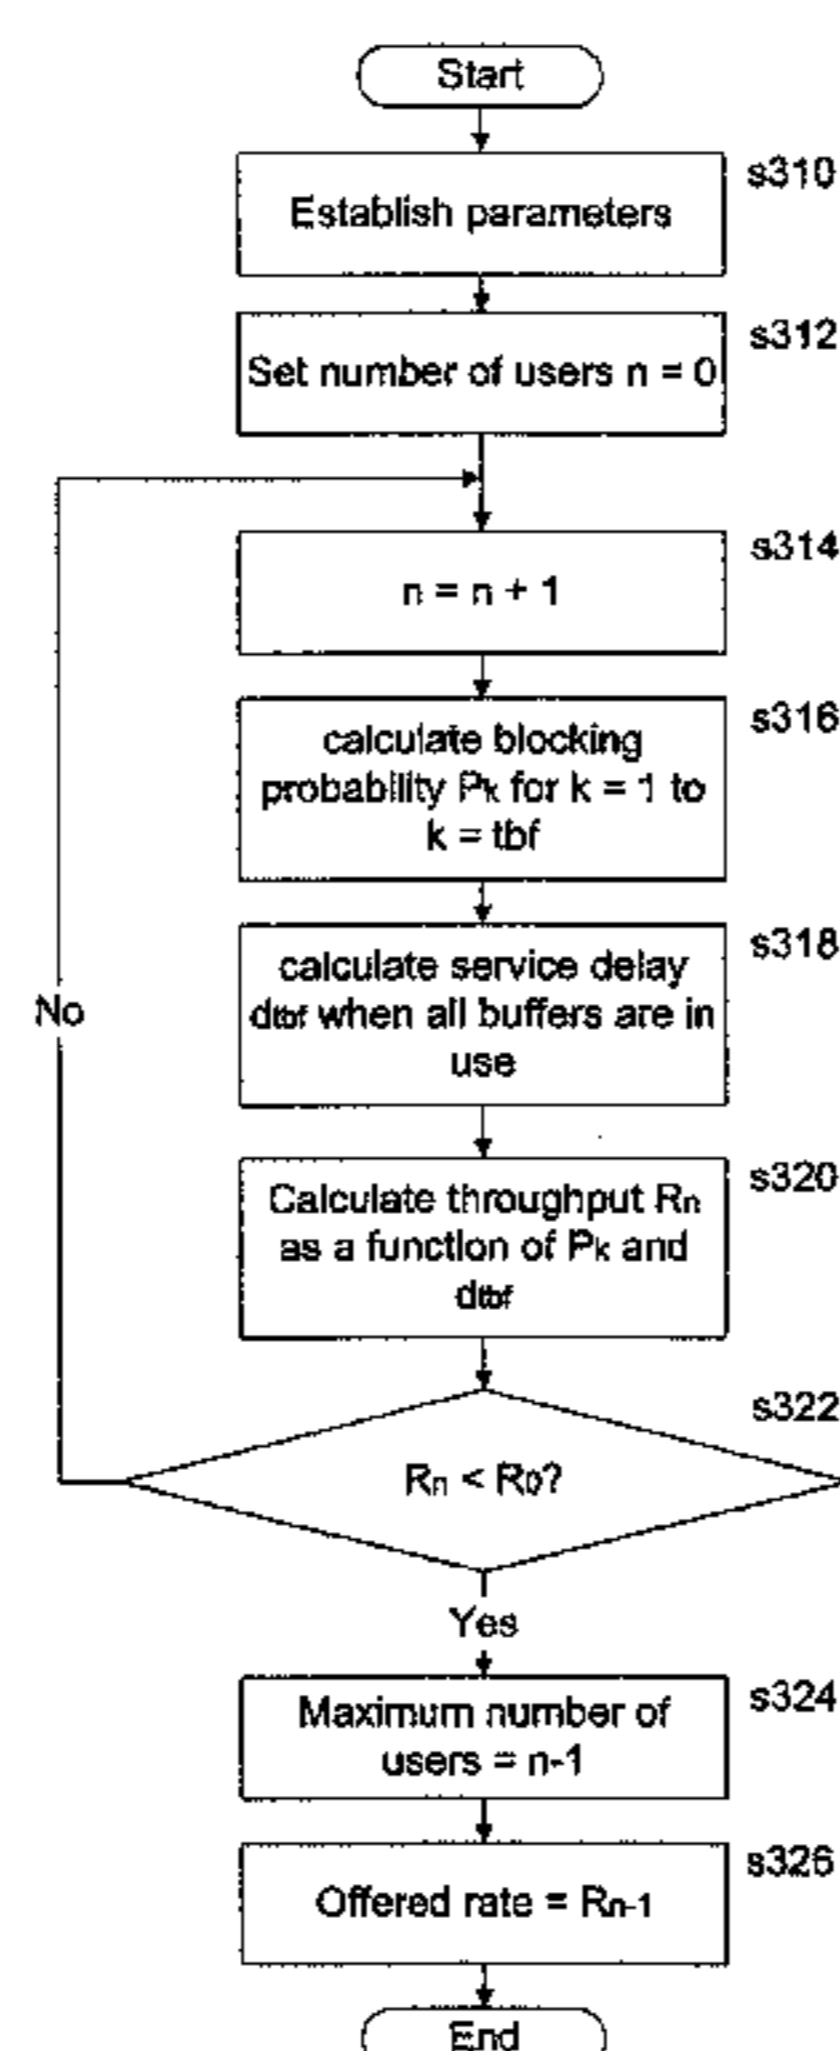 Start
s310
Establish parameters
s312
Set number of users n = 0
s314
n = n + 1
s316
calculate blocking
probability Pk for k = 1 to
k = tbf
s318
calculate service delay
dtbf when all buffers are in
use
No
s320
Calculate throughput Rn
as a function of Pk and
dtbf
s322
Rn < R0?
Yes
s324
Maximum number of
users = n-1
s326
Offered rate = Rn-1
End